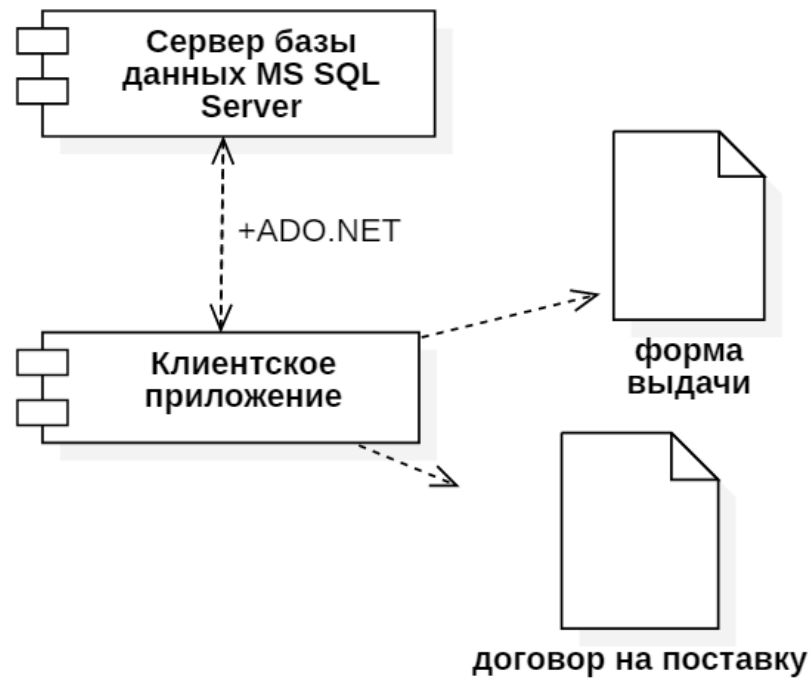 Сервер базы
данных MS SQL
Server
+ADO.NET
Клиентское
приложение
форма
выдачи
договор на поставку